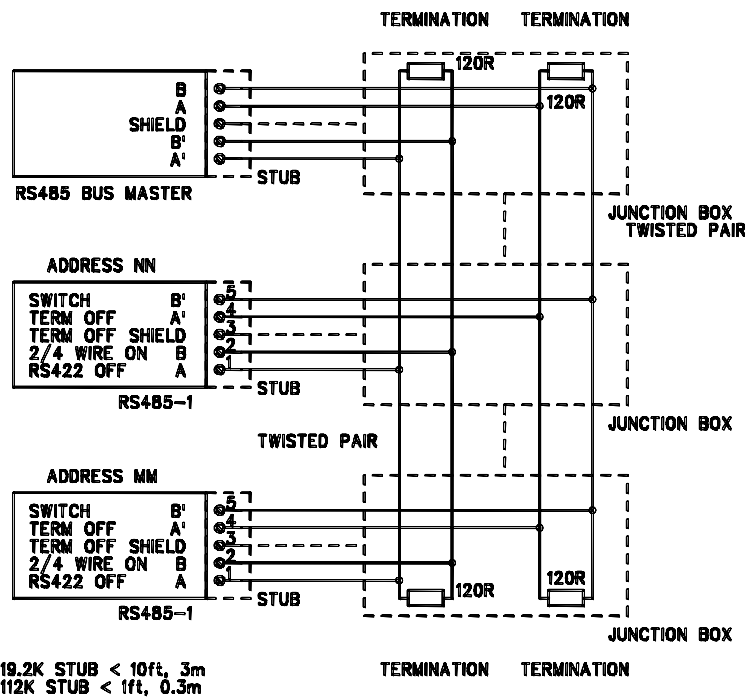 TERMINATION TERMINATION
120R
B
A 120R
SHIELD
B'
A'
STUB
RS485 BUS MASTER
JUNCTION BOX
TWISTED PAIR
ADDRESS NN
SWITCH B' 5
TERM OFF A' 4
TERM OFF SHIELD 3
2/4 WIRE ON B 2
RS422 OFF A 1
STUB
RS485-1
JUNCTION BOX
TWISTED PAIR
ADDRESS MM
SWITCH B' 5
TERM OFF A' 4
TERM OFF SHIELD 3
2/4 WIRE ON B 2
RS422 OFF A 1
120R 120R
STUB
RS485-1
JUNCTION BOX
19.2K STUB < 10ft, 3m
112K STUB < 1ft, 0.3m
TERMINATION TERMINATION